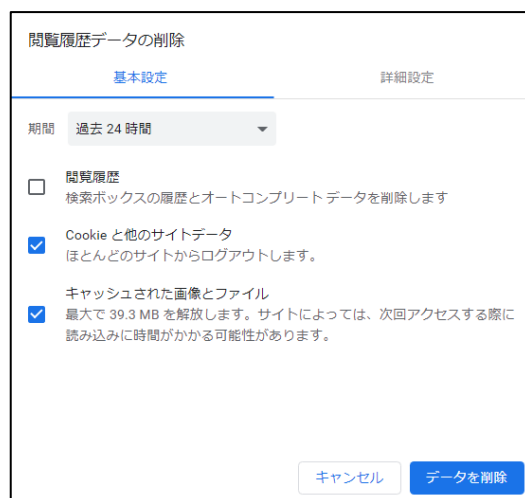 閲覧履歴データの削除
基本設定
詳細設定
期間
過去 24 時間
閲覧履歴
検索ボックスの履歴とオートコンプリート データを削除します
Cookie と他のサイトデータ
ほとんどのサイトからログアウトします。
キャッシュされた画像とファイル
最大で 39.3 MB を解放します。サイトによっては、次回アクセスする際に
読み込みに時間がかかる可能性があります。
キャンセル
データを削除